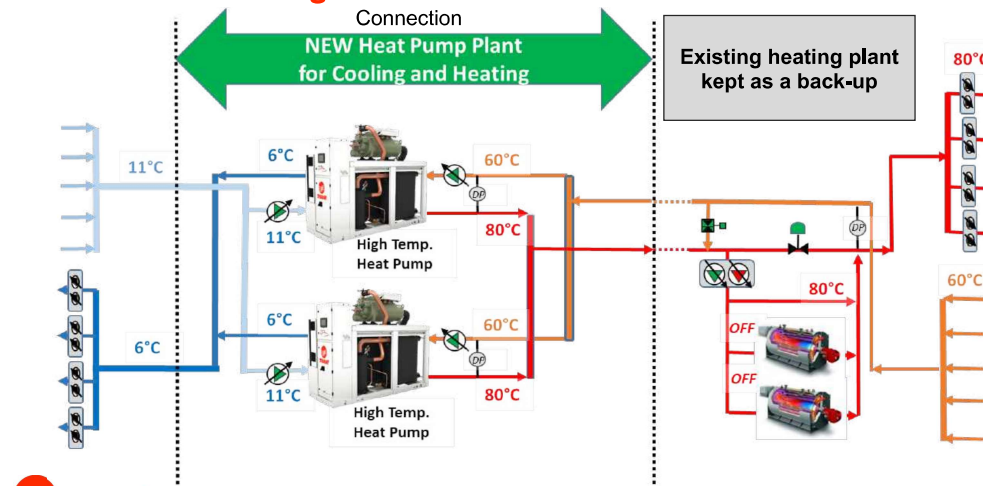 Connection
NEW Heat Pump Plant
for Cooling and Heating
Existing heating plant
kept as a back-up
80°C
11°C
6°C
60°C
DP
11°C
80°C
High Temp.
Heat Pump
DP
80°C
60°C
6°C
60°C
OFF
6°C
DP
OFF
11°C
80°C
High Temp.
Heat Pump